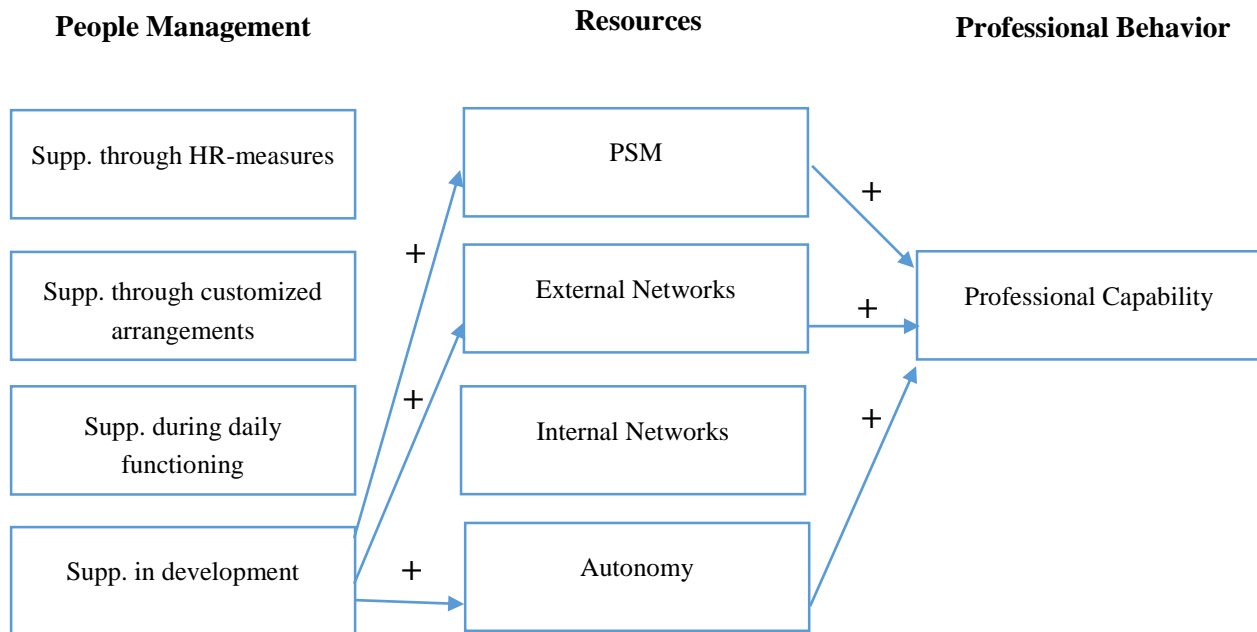 People Management
Resources
Professional Behavior
Supp. through HR-measures
PSM
+
+
Supp. through customized
arrangements
External Networks
+
Professional Capability
+
Supp. during daily
functioning
Internal Networks
+
Supp. in development
+
Autonomy